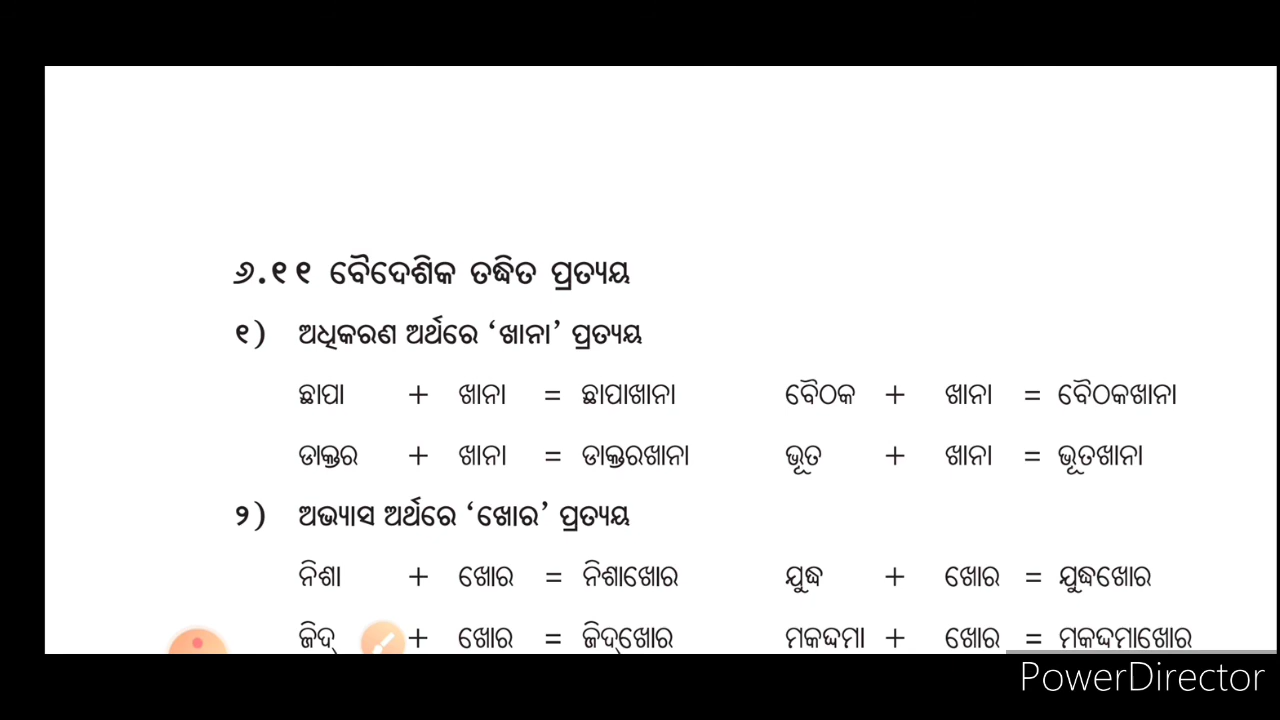 ୬.୧୧ ବୈଦେଶିକ ତଦ୍ଧିତ ପ୍ରତ୍ୟୟ
୧) ଅଧିକରଣ ଅର୍ଥରେ ‘ଖାନା’ ପ୍ରତ୍ୟୟ
ଛାପା + ଖାନା = ଛାପାଖାନା ବୈଠକ + ଖାନା = ବୈଠକଖାନା
ଡାକ୍ତର + ଖାନା = ଡାକ୍ତରଖାନା ଭୂତ + ଖାନା = ଭୂତଖାନା
୨) ଅଭ୍ୟାସ ଅର୍ଥରେ ‘ଖୋର’ ପ୍ରତ୍ୟୟ
ନିଶା + ଖୋର = ନିଶାଖୋର ଯୁଦ୍ଧ + ଖୋର = ଯୁଦ୍ଧଖୋର
ଜିଦ୍ + ଖୋର = ଜିଦ୍‌ଖୋର ମକଦ୍ଦମା + ଖୋର = ମକଦ୍ଦମାଖୋର
PowerDirector